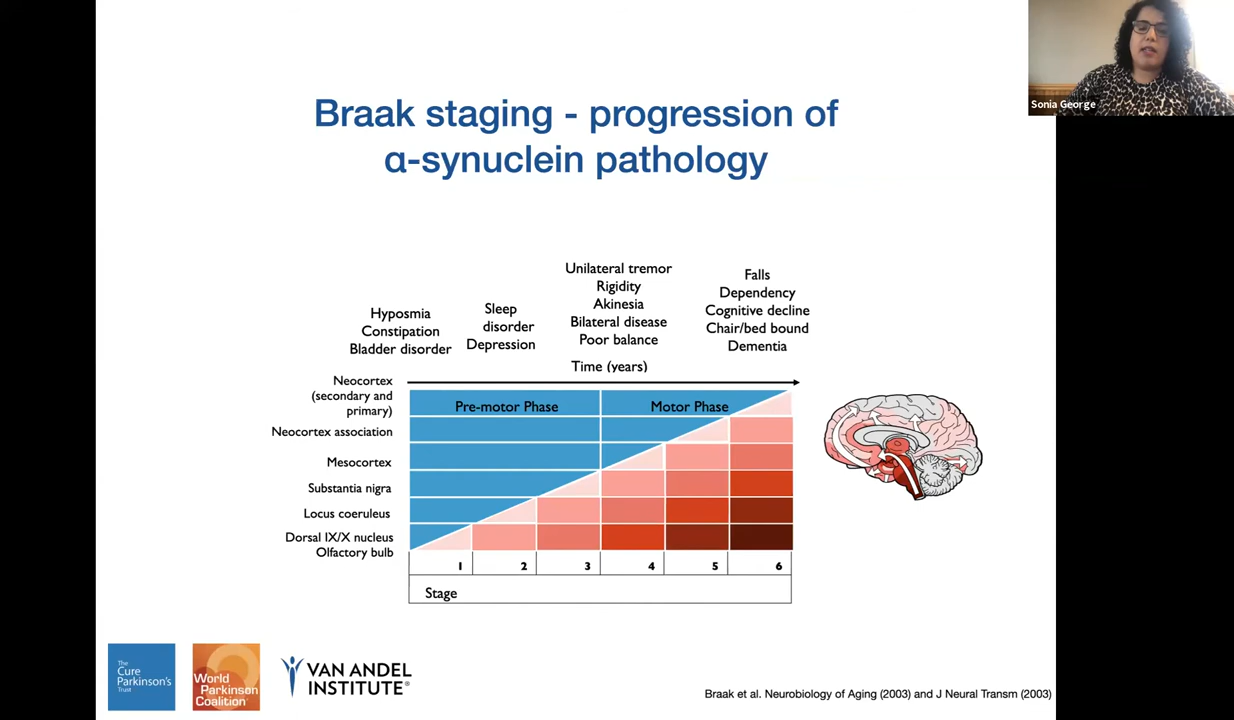 Sonia George
Braak staging - progression of
α-synuclein pathology
Hyposmia
Constipation
Bladder disorder
Sleep
disorder
Depression
Unilateral tremor
Rigidity
Akinesia
Bilateral disease
Poor balance
Falls
Dependency
Cognitive decline
Chair/bed bound
Dementia
Time (years)
Neocortex
(secondary and
primary)
Pre-motor Phase
Motor Phase
Neocortex association
Mesocortex
Substantia nigra
Locus coeruleus
Dorsal IX/X nucleus
Olfactory bulb
1 2 3 4 5 6
Stage
The
Cure
Parkinson's
Trust
World
Parkinson
Coalition®
VAN ANDEL
INSTITUTE®
Braak et al. Neurobiology of Aging (2003) and J Neural Transm (2003)